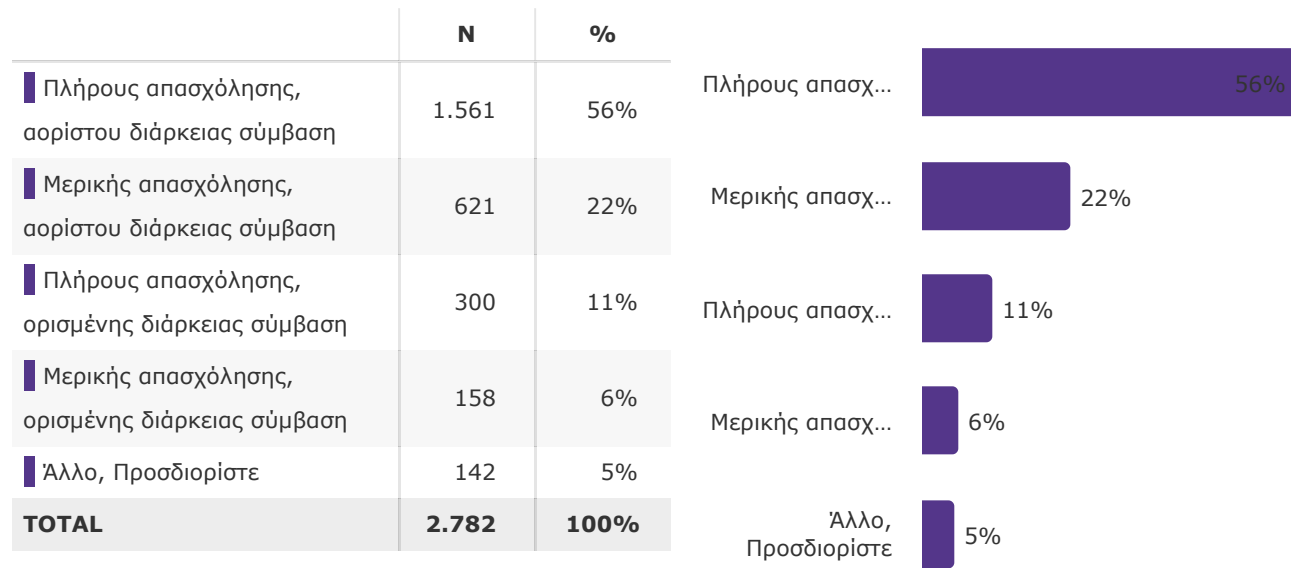 N %
Πλήρους απασχόλησης,
αορίστου διάρκειας σύμβαση
1.561 56%
Μερικής απασχόλησης,
αορίστου διάρκειας σύμβαση
621 22%
Πλήρους απασχόλησης,
ορισμένης διάρκειας σύμβαση
300 11%
Μερικής απασχόλησης,
ορισμένης διάρκειας σύμβαση
158 6%
Άλλο, Προσδιορίστε 142 5%
TOTAL 2.782 100%
Πλήρους απασχ... 56%
Μερικής απασχ... 22%
Πλήρους απασχ... 11%
Μερικής απασχ... 6%
Άλλο,
Προσδιορίστε
5%